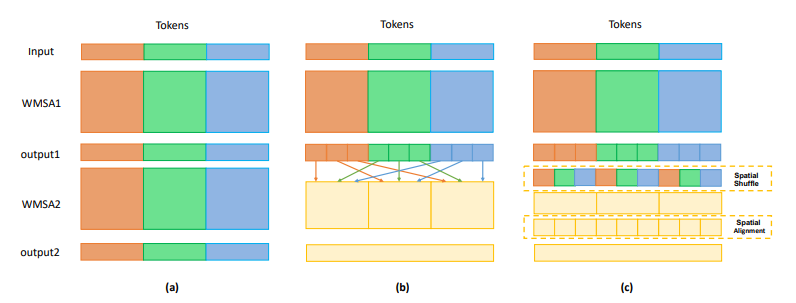 Tokens
Tokens
Tokens
Input
WMSA1
output1
Spatial
Shuffle
WMSA2
Spatial
Alignment
output2
(a)
(b)
(c)